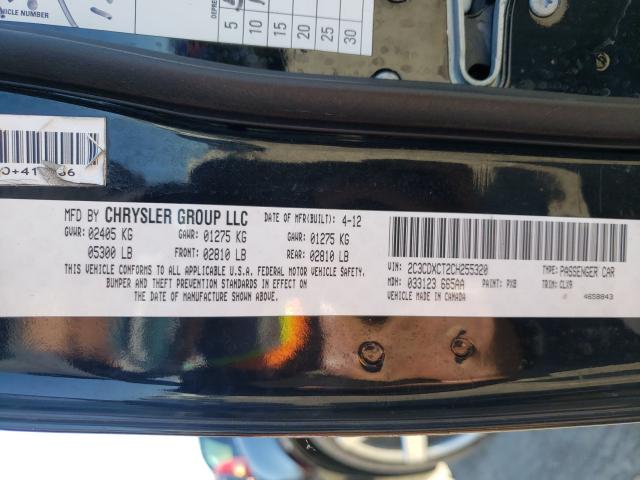 VEHICLE NUMBER
5
10
15
20
25
30
MFD BY CHRYSLER GROUP LLC DATE OF MFR(BUILT): 4-12
GVWR: 02405 KG GAWR: 01275 KG GAWR: 01275 KG
05300 LB FRONT: 02810 LB REAR: 02810 LB
THIS VEHICLE CONFORMS TO ALL APPLICABLE U.S.A. FEDERAL MOTOR VEHICLE SAFETY,
BUMPER AND THEFT PREVENTION STANDARDS IN EFFECT ON
THE DATE OF MANUFACTURE SHOWN ABOVE.
VIN: 2C3CDXCT2CH255320 TYPE: PASSENGER CAR
MDH: 033123 665AA PAINT: PXB TRIM: CLX9
VEHICLE MADE IN CANADA 4658843